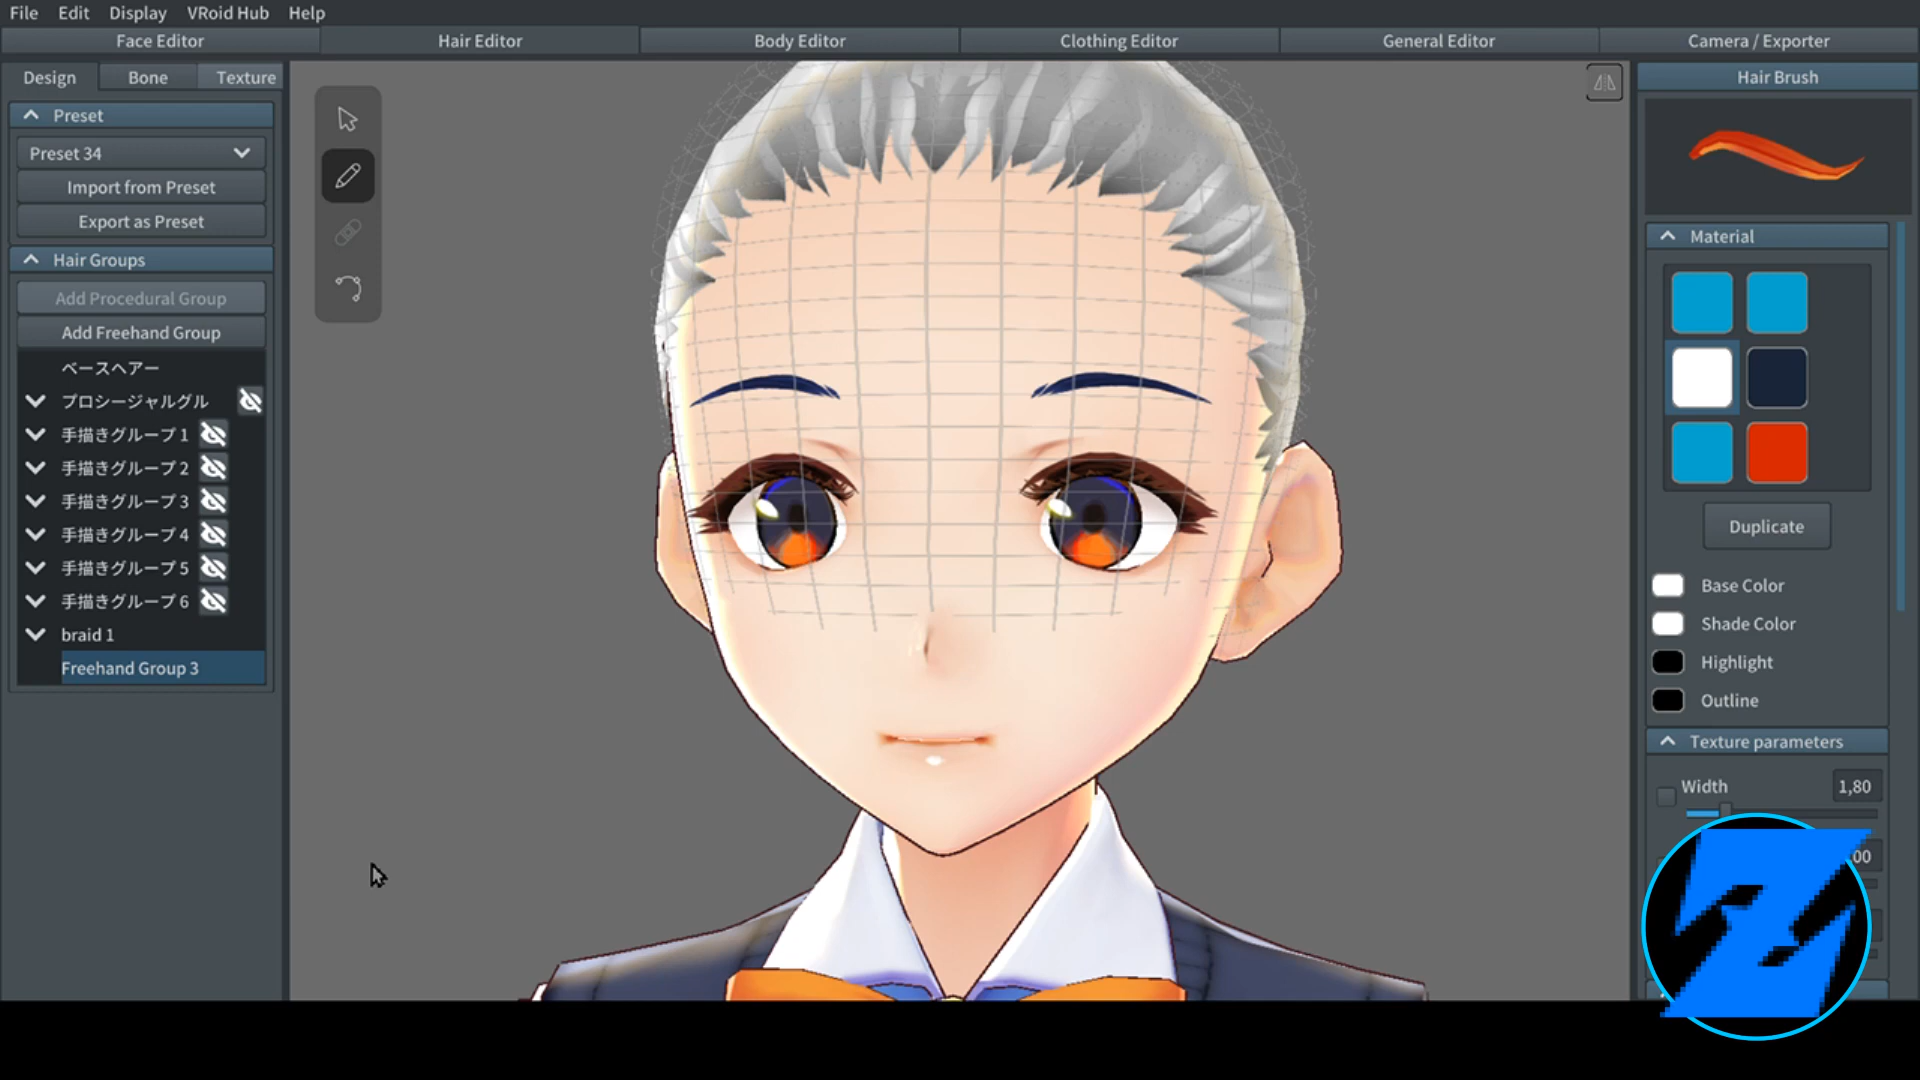 File Edit Display VRoid Hub Help
Face Editor Hair Editor Body Editor Clothing Editor General Editor Camera / Exporter
Design Bone Texture
Preset
Preset 34
Import from Preset
Export as Preset
Hair Groups
Add Procedural Group
Add Freehand Group
ベースヘアー
プロシージャルグル
手描きグループ 1
手描きグループ 2
手描きグループ 3
手描きグループ 4
手描きグループ 5
手描きグループ 6
braid 1
Freehand Group 3
Hair Brush
Material
Duplicate
Base Color
Shade Color
Highlight
Outline
Texture parameters
Width 1,80
00